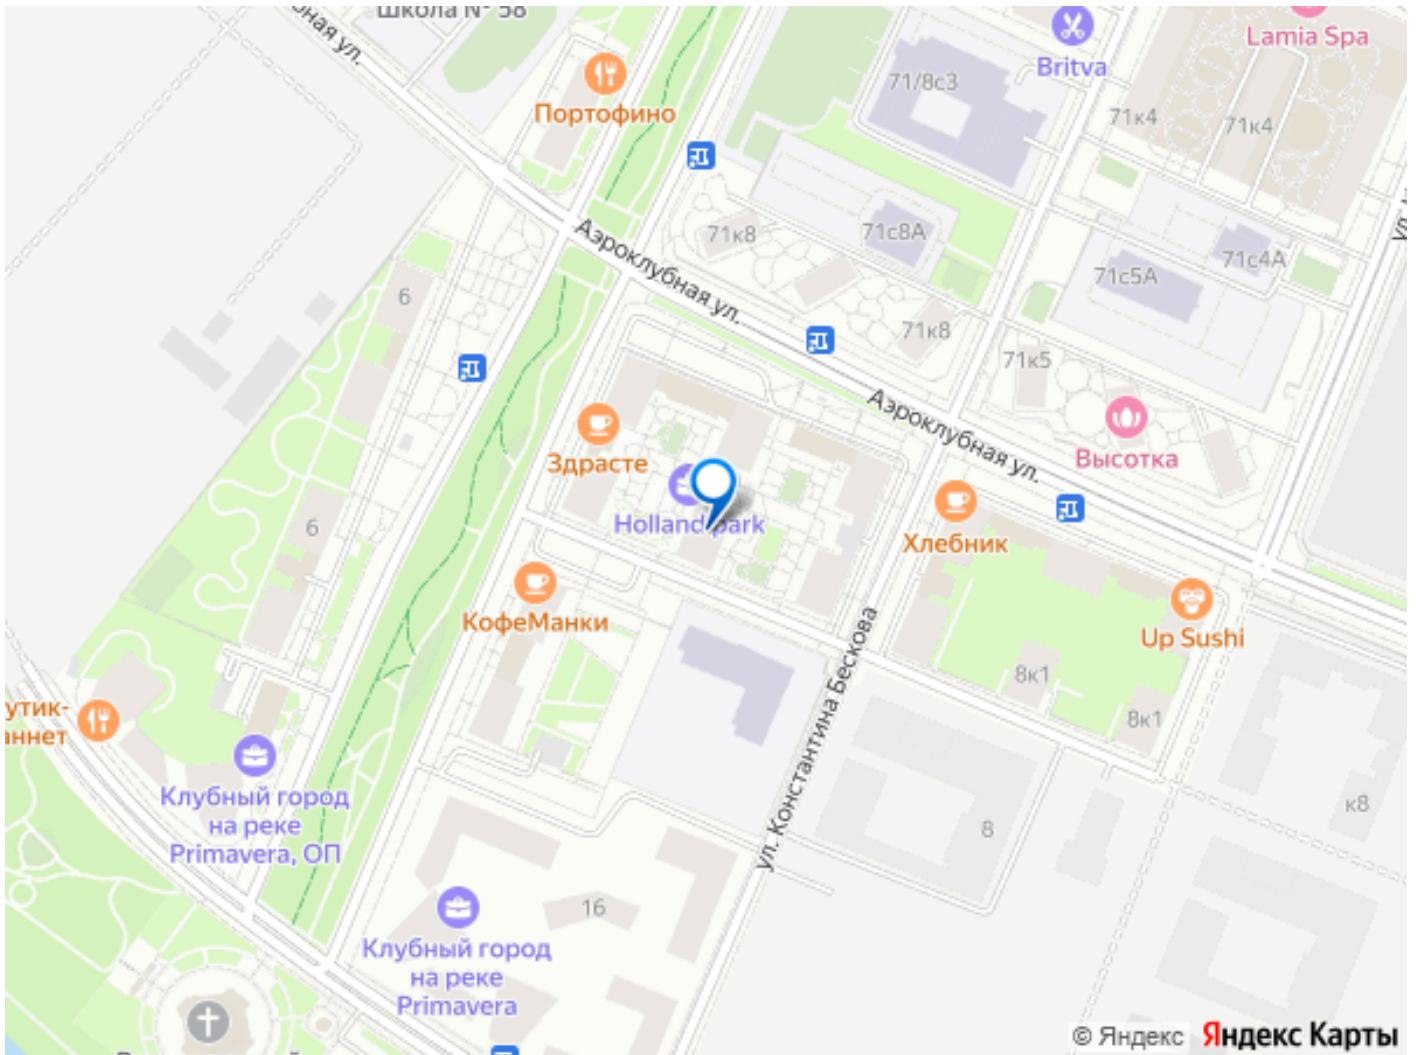 Школа № 58
Lamia Spa
Britva
71/8с3
Портофино
71к4
71к4
71к8
71с8А
Аэроклубная ул.
71с4А
71с5А
6
71к8
71к5
Аэроклубная ул.
Высотка
Здрасте
Holland park
Хлебник
6
КофеМанки
Up Sushi
ул. Константина Бескова
8к1
8к1
Клубный город
на реке
Primavera, ОП
к8
8
16
Клубный город
на реке
Primavera
© Яндекс Яндекс Карты